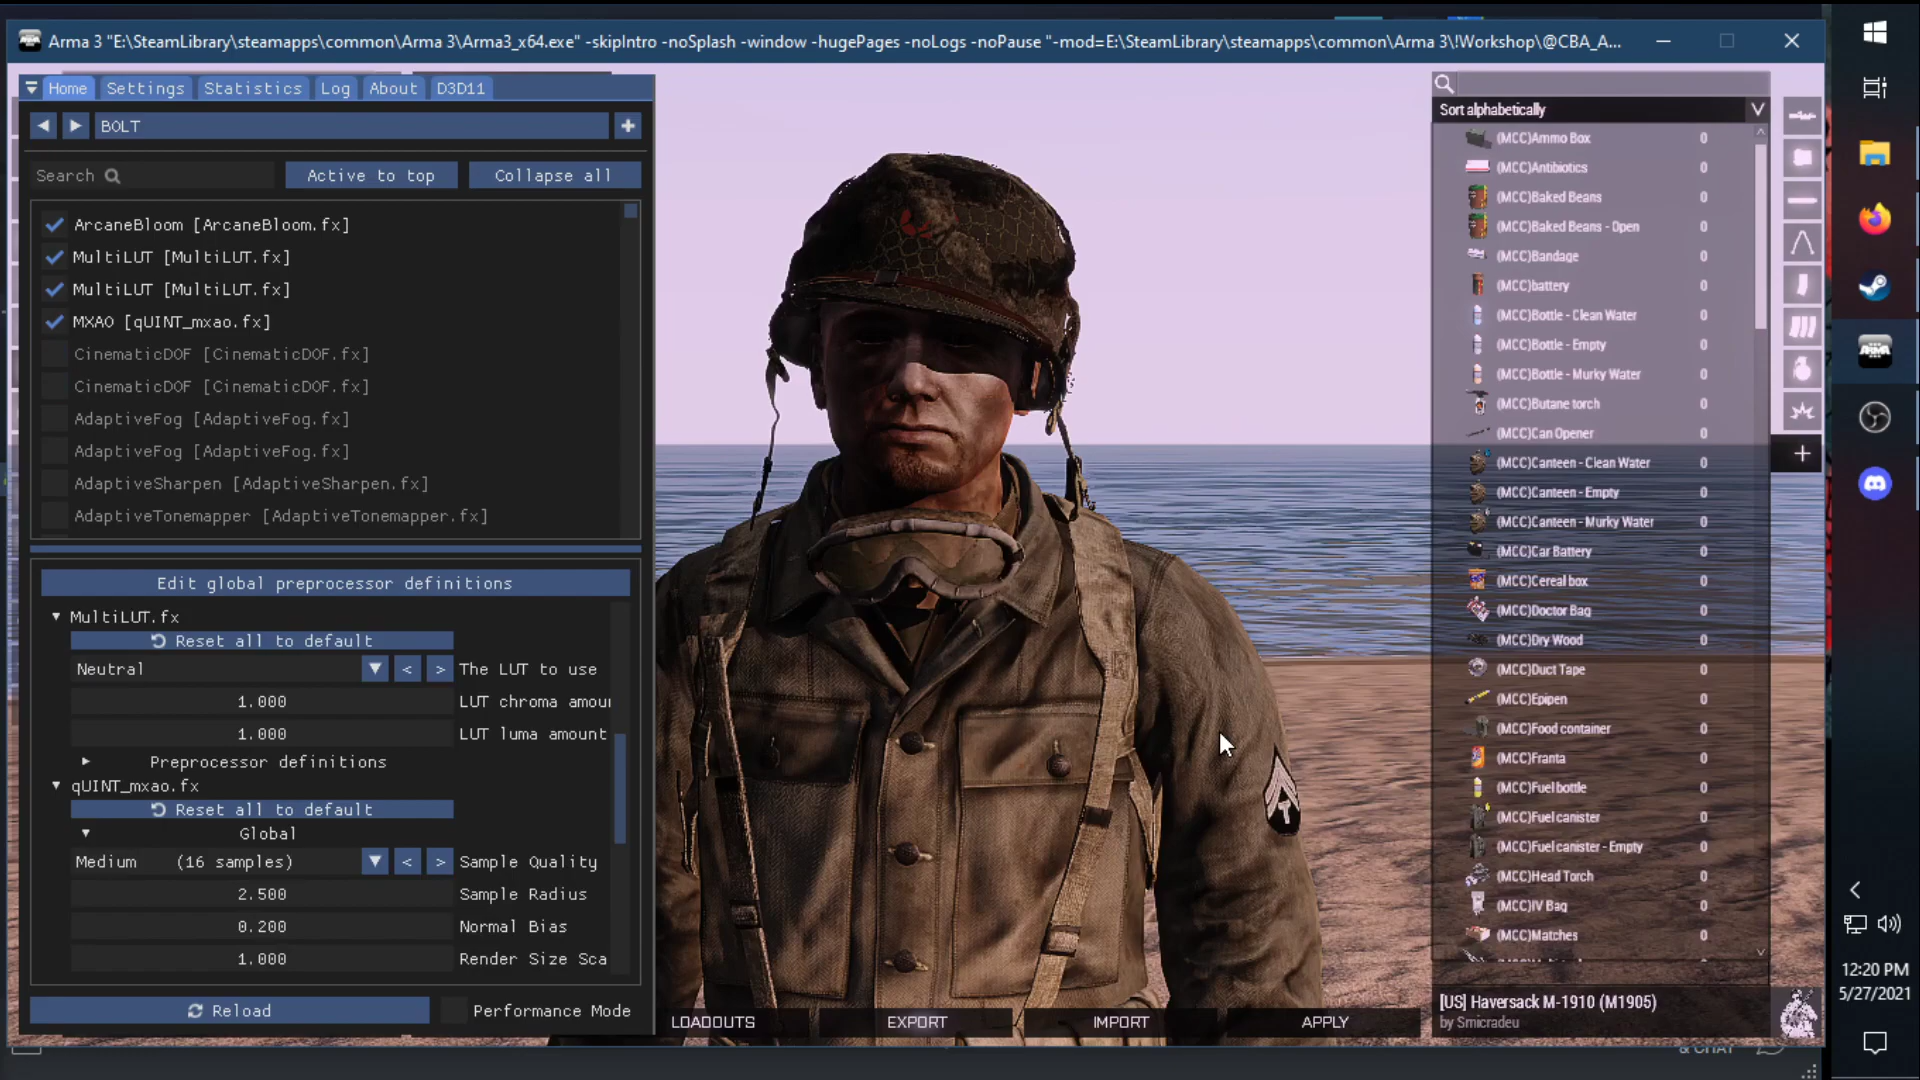 Arma 3 "E:\SteamLibrary\steamapps\common\Arma 3\Arma3_x64.exe" -skipIntro -noSplash -window -hugePages -noLogs -noPause "-mod=E:\SteamLibrary\steamapps\common\Arma 3\!Workshop\@CBA_A...
Home Settings Statistics Log About D3D11
BOLT
Search
Active to top
Collapse all
ArcaneBloom [ArcaneBloom.fx]
MultiLUT [MultiLUT.fx]
MultiLUT [MultiLUT.fx]
MXAO [qUINT_mxao.fx]
CinematicDOF [CinematicDOF.fx]
CinematicDOF [CinematicDOF.fx]
AdaptiveFog [AdaptiveFog.fx]
AdaptiveFog [AdaptiveFog.fx]
AdaptiveSharpen [AdaptiveSharpen.fx]
AdaptiveTonemapper [AdaptiveTonemapper.fx]
Edit global preprocessor definitions
MultiLUT.fx
Reset all to default
Neutral < > The LUT to use
1.000 LUT chroma amou
1.000 LUT luma amount
Preprocessor definitions
qUINT_mxao.fx
Reset all to default
Global
Medium (16 samples) < > Sample Quality
2.500 Sample Radius
0.200 Normal Bias
1.000 Render Size Sca
Reload
Performance Mode
LOADOUTS EXPORT IMPORT APPLY
Sort alphabetically
(MCC)Ammo Box 0
(MCC)Antibiotics 0
(MCC)Baked Beans 0
(MCC)Baked Beans - Open 0
(MCC)Bandage 0
(MCC)battery 0
(MCC)Bottle - Clean Water 0
(MCC)Bottle - Empty 0
(MCC)Bottle - Murky Water 0
(MCC)Butane torch 0
(MCC)Can Opener 0
(MCC)Canteen - Clean Water 0
(MCC)Canteen - Empty 0
(MCC)Canteen - Murky Water 0
(MCC)Car Battery 0
(MCC)Cereal box 0
(MCC)Doctor Bag 0
(MCC)Dry Wood 0
(MCC)Duct Tape 0
(MCC)Epipen 0
(MCC)Food container 0
(MCC)Franta 0
(MCC)Fuel bottle 0
(MCC)Fuel canister 0
(MCC)Fuel canister - Empty 0
(MCC)Head Torch 0
(MCC)IV Bag 0
(MCC)Matches 0
[US] Haversack M-1910 (M1905)
by Smicradeu
ARMA
12:20 PM
5/27/2021
& CHAT